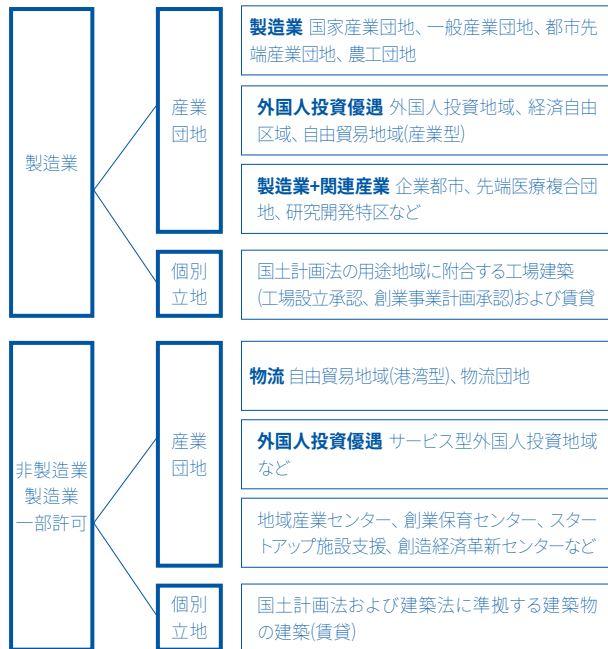 製造業
産業
団地
製造業 国家産業団地、一般産業団地、都市先
端産業団地、農工団地
外国人投資優遇 外国人投資地域、経済自由
区域、自由貿易地域(産業型)
製造業+関連産業 企業都市、先端医療複合団
地、研究開発特区など
個別
立地
国土計画法の用途地域に附合する工場建築
(工場設立承認、創業事業計画承認)および賃貸
非製造業
製造業
一部許可
産業
団地
物流 自由貿易地域(港湾型)、物流団地
外国人投資優遇 サービス型外国人投資地域
など
地域産業センター、創業保育センター、スター
トアップ施設支援、創造経済革新センターなど
個別
立地
国土計画法および建築法に準拠する建築物
の建築(賃貸)